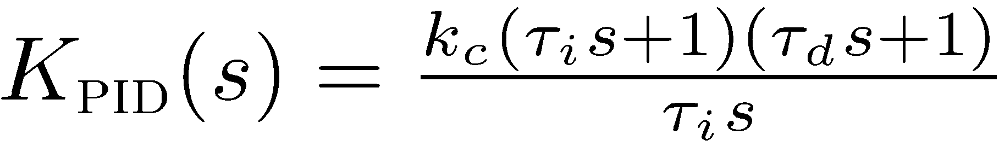 K_PID(s) = k_c(τ_i s+1)(τ_d s+1) / τ_i s